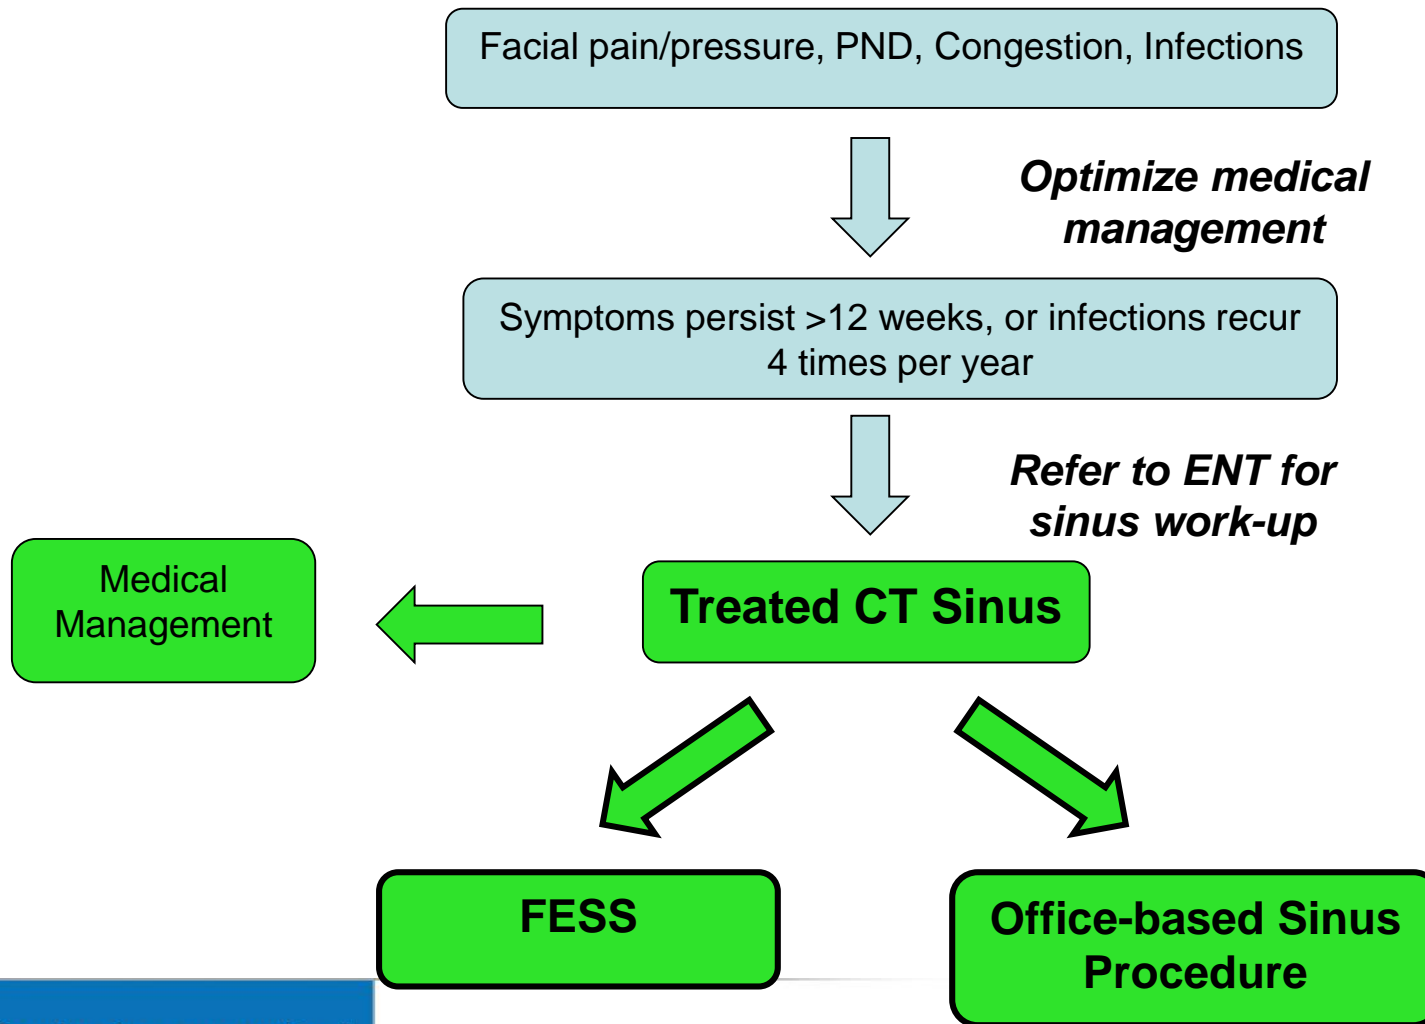 Facial pain/pressure, PND, Congestion, Infections
Optimize medical
management
Symptoms persist >12 weeks, or infections recur
4 times per year
Refer to ENT for
sinus work-up
Medical
Management
Treated CT Sinus
FESS
Office-based Sinus
Procedure